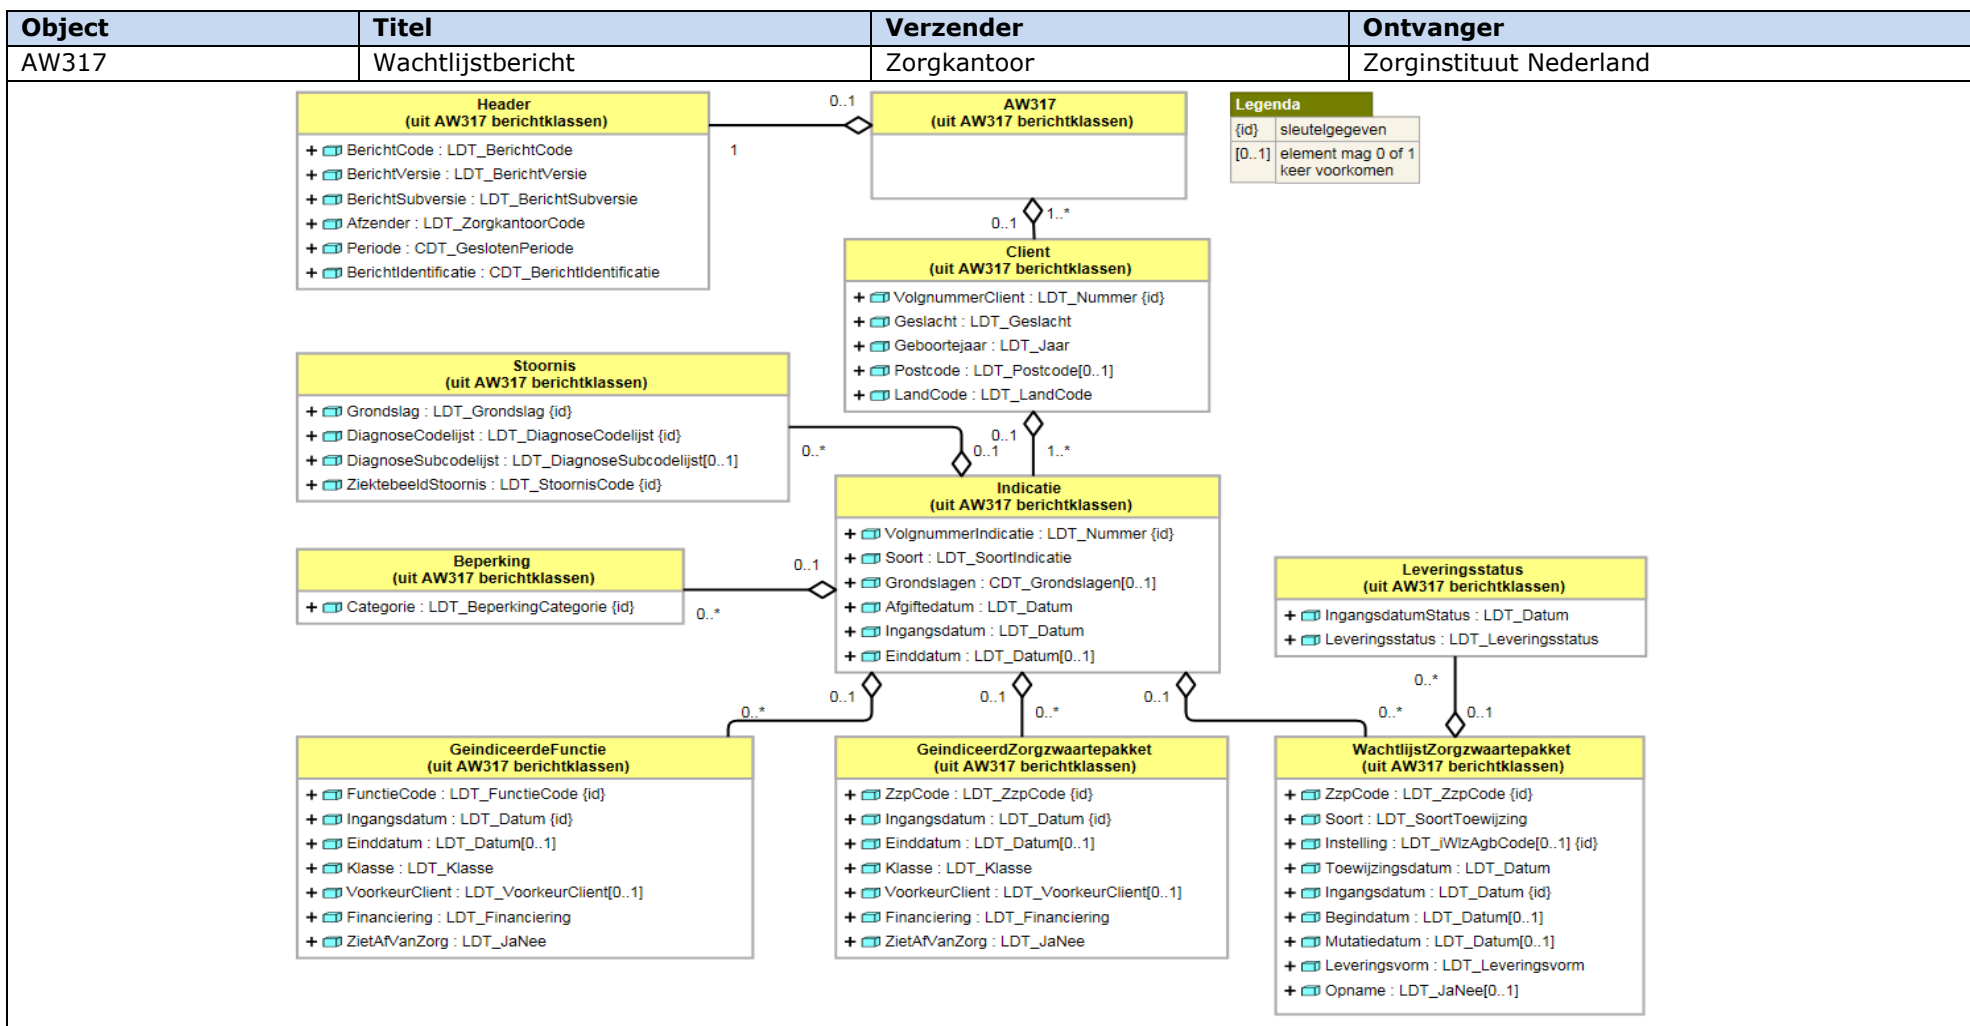 Object Titel Verzender Ontvanger
AW317 Wachtlijstbericht Zorgkantoor Zorginstituut Nederland
Header
(uit AW317 berichtklassen)
+ BerichtCode : LDT_BerichtCode
+ BerichtVersie : LDT_BerichtVersie
+ BerichtSubversie : LDT_BerichtSubversie
+ Afzender : LDT_ZorgkantoorCode
+ Periode : CDT_GeslotenPeriode
+ BerichtIdentificatie : CDT_BerichtIdentificatie
0..1
1
AW317
(uit AW317 berichtklassen)
Legenda
{id} sleutelgegeven
[0..1] element mag 0 of 1
keer voorkomen
0..1 1..*
Client
(uit AW317 berichtklassen)
+ VolgnummerClient : LDT_Nummer {id}
+ Geslacht : LDT_Geslacht
+ Geboortejaar : LDT_Jaar
+ Postcode : LDT_Postcode[0..1]
+ LandCode : LDT_LandCode
Stoornis
(uit AW317 berichtklassen)
+ Grondslag : LDT_Grondslag {id}
+ DiagnoseCodelijst : LDT_DiagnoseCodelijst {id}
+ DiagnoseSubcodelijst : LDT_DiagnoseSubcodelijst[0..1]
+ ZiektebeeldStoornis : LDT_StoornisCode {id}
0..1
0..* 0..1 1..*
Indicatie
(uit AW317 berichtklassen)
+ VolgnummerIndicatie : LDT_Nummer {id}
+ Soort : LDT_SoortIndicatie
+ Grondslagen : CDT_Grondslagen[0..1]
+ Afgiftedatum : LDT_Datum
+ Ingangsdatum : LDT_Datum
+ Einddatum : LDT_Datum[0..1]
Beperking
(uit AW317 berichtklassen)
+ Categorie : LDT_BeperkingCategorie {id}
0..1
0..*
Leveringsstatus
(uit AW317 berichtklassen)
+ IngangsdatumStatus : LDT_Datum
+ Leveringsstatus : LDT_Leveringsstatus
0..*
0..1 0..1 0..1
0..* 0..* 0..* 0..1
GeindiceerdeFunctie
(uit AW317 berichtklassen)
+ FunctieCode : LDT_FunctieCode {id}
+ Ingangsdatum : LDT_Datum {id}
+ Einddatum : LDT_Datum[0..1]
+ Klasse : LDT_Klasse
+ VoorkeurClient : LDT_VoorkeurClient[0..1]
+ Financiering : LDT_Financiering
+ ZietAfVanZorg : LDT_JaNee
GeindiceerdZorgzwaartepakket
(uit AW317 berichtklassen)
+ ZzpCode : LDT_ZzpCode {id}
+ Ingangsdatum : LDT_Datum {id}
+ Einddatum : LDT_Datum[0..1]
+ Klasse : LDT_Klasse
+ VoorkeurClient : LDT_VoorkeurClient[0..1]
+ Financiering : LDT_Financiering
+ ZietAfVanZorg : LDT_JaNee
WachtlijstZorgzwaartepakket
(uit AW317 berichtklassen)
+ ZzpCode : LDT_ZzpCode {id}
+ Soort : LDT_SoortToewijzing
+ Instelling : LDT_iWlzAgbCode[0..1] {id}
+ Toewijzingsdatum : LDT_Datum
+ Ingangsdatum : LDT_Datum {id}
+ Begindatum : LDT_Datum[0..1]
+ Mutatiedatum : LDT_Datum[0..1]
+ Leveringsvorm : LDT_Leveringsvorm
+ Opname : LDT_JaNee[0..1]